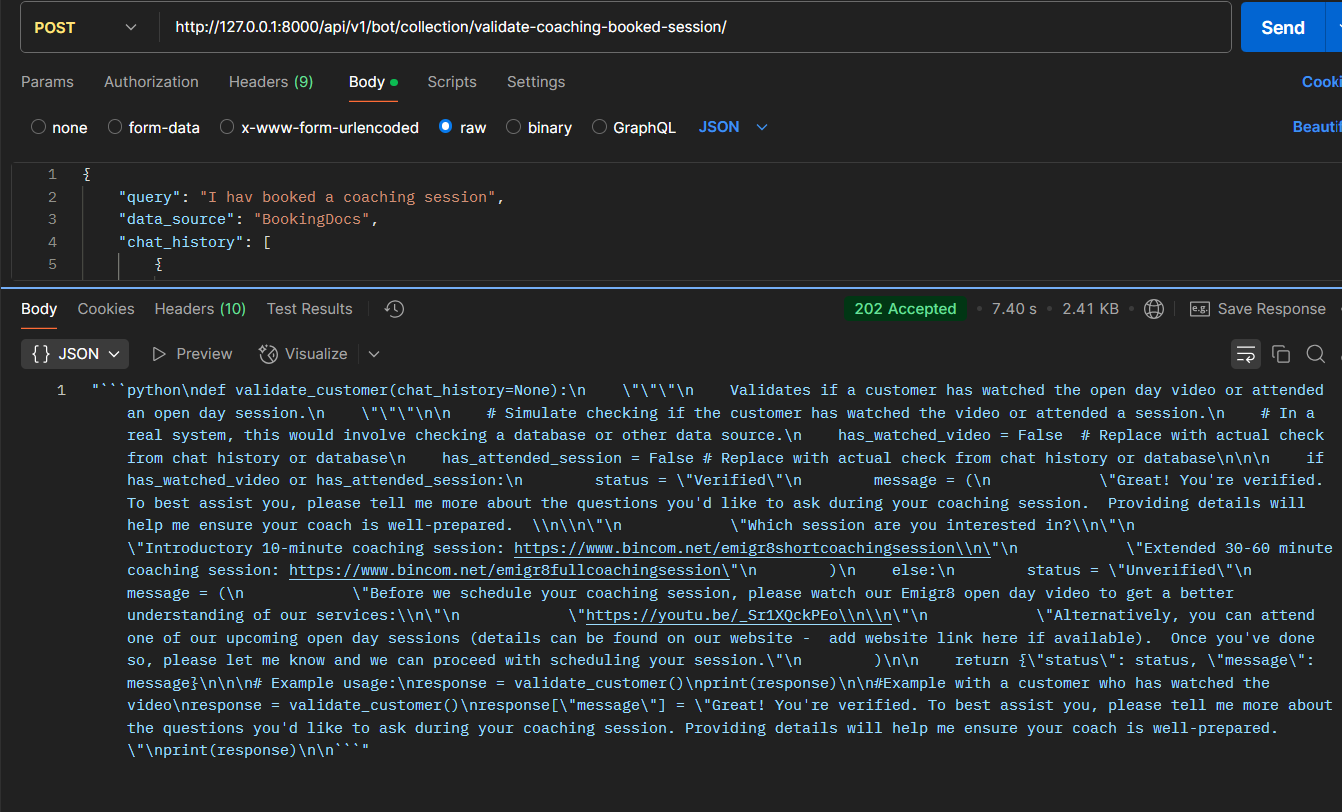 POST http://127.0.0.1:8000/api/v1/bot/collection/validate-coaching-booked-session/ Send
Params Authorization Headers (9) Body Scripts Settings Cooki
none form-data x-www-form-urlencoded raw binary GraphQL JSON Beautif
1 {
2 "query": "I hav booked a coaching session",
3 "data_source": "BookingDocs",
4 "chat_history": [
5 {
Body Cookies Headers (10) Test Results 202 Accepted • 7.40 s • 2.41 KB • e.g. Save Response
{} JSON Preview Visualize
1 "```python\ndef validate_customer(chat_history=None):\n    \"\"\"\n    Validates if a customer has watched the open day video or attended
an open day session.\n    \"\"\"\n\n    # Simulate checking if the customer has watched the video or attended a session.\n    # In a
real system, this would involve checking a database or other data source.\n    has_watched_video = False  # Replace with actual check
from chat history or database\n    has_attended_session = False # Replace with actual check from chat history or database\n\n\n    if
has_watched_video or has_attended_session:\n        status = \"Verified\"\n        message = (\n            \"Great! You're verified.
To best assist you, please tell me more about the questions you'd like to ask during your coaching session.  Providing details will
help me ensure your coach is well-prepared.  \\n\\n\"\n            \"Which session are you interested in?\\n\"\n
\"Introductory 10-minute coaching session: https://www.bincom.net/emigr8shortcoachingsession\\n\"\n            \"Extended 30-60 minute
coaching session: https://www.bincom.net/emigr8fullcoachingsession\"\n        )\n    else:\n        status = \"Unverified\"\n
message = (\n            \"Before we schedule your coaching session, please watch our Emigr8 open day video to get a better
understanding of our services:\\n\"\n            \"https://youtu.be/_Sr1XQckPEo\\n\\n\"\n            \"Alternatively, you can attend
one of our upcoming open day sessions (details can be found on our website -  add website link here if available).  Once you've done
so, please let me know and we can proceed with scheduling your session.\"\n        )\n\n    return {\"status\": status, \"message\":
message}\n\n\n# Example usage:\nresponse = validate_customer()\nprint(response)\n\n#Example with a customer who has watched the
video\nresponse = validate_customer()\nresponse[\"message\"] = \"Great! You're verified. To best assist you, please tell me more about
the questions you'd like to ask during your coaching session. Providing details will help me ensure your coach is well-prepared.
\"\nprint(response)\n\n```"